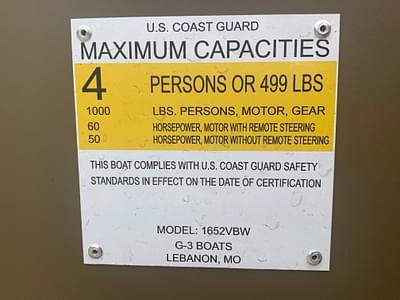 U.S. COAST GUARD
MAXIMUM CAPACITIES
4 PERSONS OR 499 LBS
1000 LBS. PERSONS, MOTOR, GEAR
60 HORSEPOWER, MOTOR WITH REMOTE STEERING
50 HORSEPOWER, MOTOR WITHOUT REMOTE STEERING
THIS BOAT COMPLIES WITH U.S. COAST GUARD SAFETY
STANDARDS IN EFFECT ON THE DATE OF CERTIFICATION
MODEL: 1652VBW
G-3 BOATS
LEBANON, MO